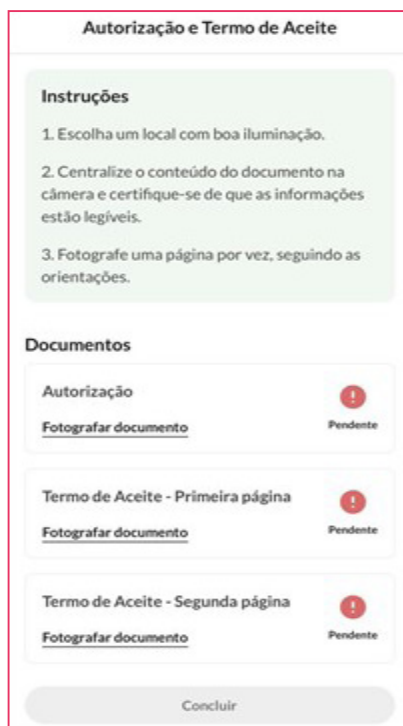 Autorização e Termo de Aceite
Instruções
1. Escolha um local com boa iluminação.
2. Centralize o conteúdo do documento na
câmera e certifique-se de que as informações
estão legíveis.
3. Fotografe uma página por vez, seguindo as
orientações.
Documentos
Autorização
Fotografar documento
Pendente
Termo de Aceite - Primeira página
Fotografar documento
Pendente
Termo de Aceite - Segunda página
Fotografar documento
Pendente
Concluir